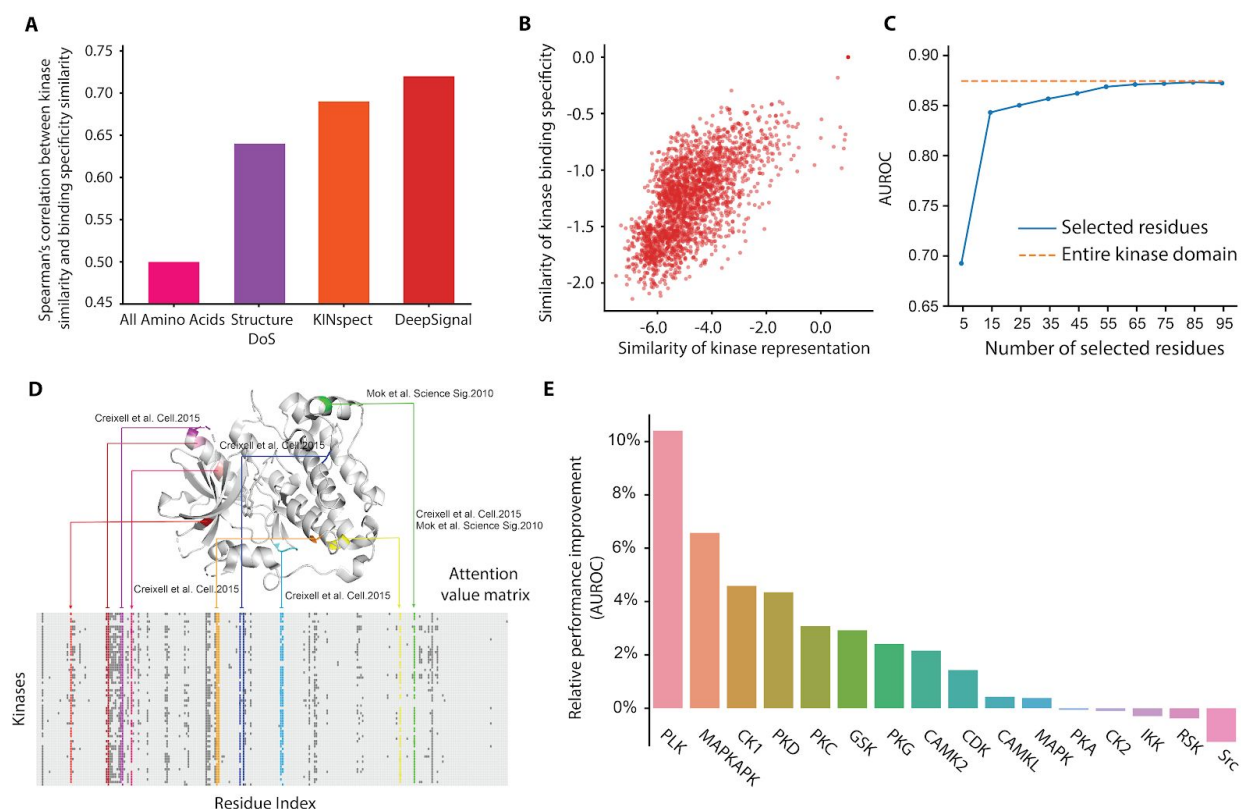 A
Spearman's correlation between kinase
similarity and binding specificity similarity
0.75
0.70
0.65
0.60
0.55
0.50
0.45
All Amino Acids
Structure
DoS
KINspect
DeepSignal
B
Similarity of kinase binding specificity
0.0
-0.5
-1.0
-1.5
-2.0
-6.0
-4.0
-2.0
0.0
Similarity of kinase representation
C
AUROC
0.90
0.85
0.80
0.75
0.70
0.65
Selected residues
Entire kinase domain
5 15 25 35 45 55 65 75 85 95
Number of selected residues
D
Mok et al. Science Sig.2010
Creixell et al. Cell.2015
Creixell et al. Cell.2015
Creixell et al. Cell.2015
Mok et al. Science Sig.2010
Creixell et al. Cell.2015
Creixell et al. Cell.2015
Attention
value matrix
Kinases
Residue Index
E
Relative performance improvement
(AUROC)
10%
8%
6%
4%
2%
0%
PLK
MAPKAPK
CK1
PKD
PKC
GSK
PKG
CAMK2
CDK
CAMKL
MAPK
PKA
CK2
IKK
RSK
Src